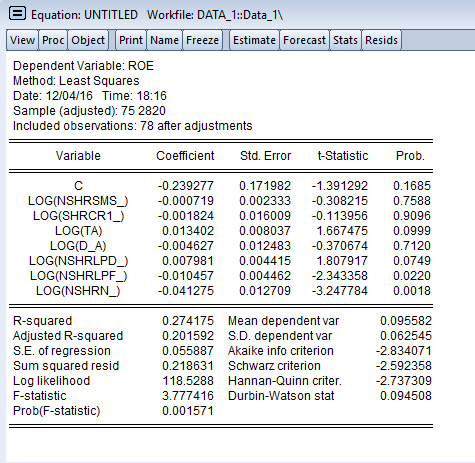 Equation: UNTITLED Workfile: DATA_1::Data_1\
View Proc Object Print Name Freeze Estimate Forecast Stats Resids
Dependent Variable: ROE
Method: Least Squares
Date: 12/04/16 Time: 18:16
Sample (adjusted): 75 2820
Included observations: 78 after adjustments
Variable Coefficient Std. Error t-Statistic Prob.
C -0.239277 0.171982 -1.391292 0.1685
LOG(NSHRSMS_) -0.000719 0.002333 -0.308215 0.7588
LOG(SHRCR1_) -0.001824 0.016009 -0.113956 0.9096
LOG(TA) 0.013402 0.008037 1.667475 0.0999
LOG(D_A) -0.004627 0.012483 -0.370674 0.7120
LOG(NSHRLPD_) 0.007981 0.004415 1.807917 0.0749
LOG(NSHRLPF_) -0.010457 0.004462 -2.343358 0.0220
LOG(NSHRN_) -0.041275 0.012709 -3.247784 0.0018
R-squared 0.274175 Mean dependent var 0.095582
Adjusted R-squared 0.201592 S.D. dependent var 0.062545
S.E. of regression 0.055887 Akaike info criterion -2.834071
Sum squared resid 0.218631 Schwarz criterion -2.592358
Log likelihood 118.5288 Hannan-Quinn criter. -2.737309
F-statistic 3.777416 Durbin-Watson stat 0.094508
Prob(F-statistic) 0.001571